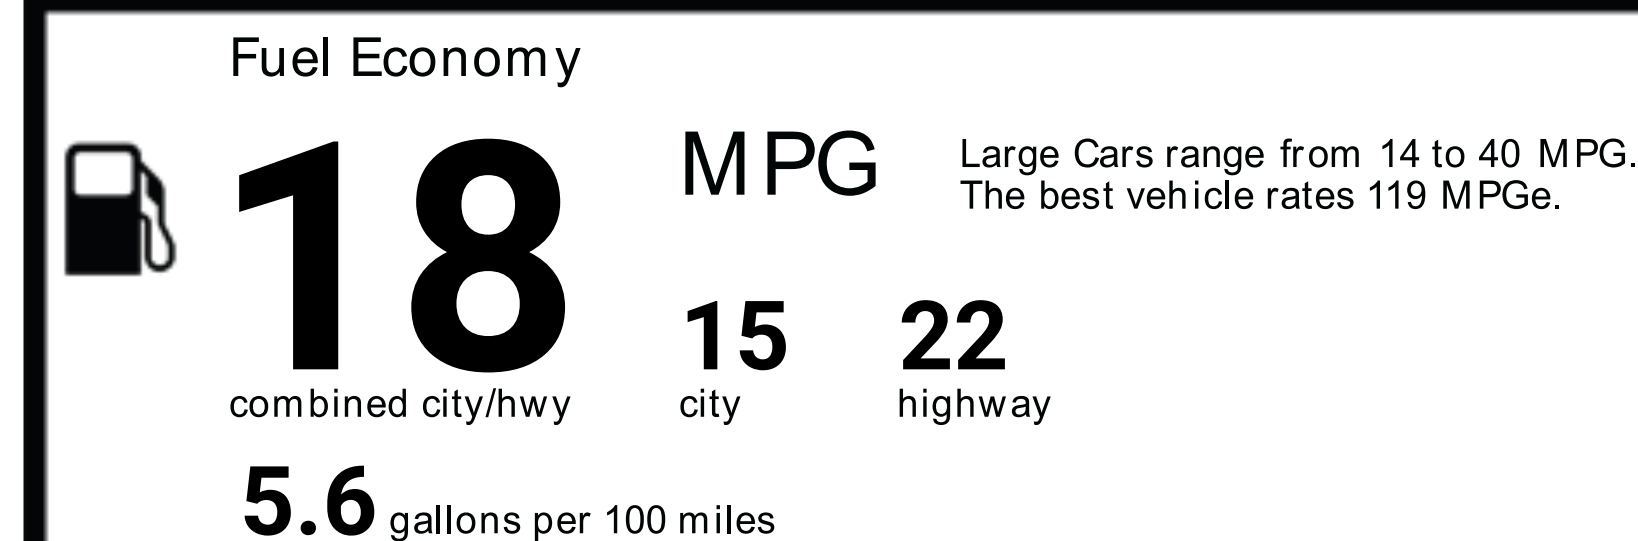 Fuel Economy
18 MPG
Large Cars range from 14 to 40 MPG.
The best vehicle rates 119 MPGe.
combined city/hwy
15 city
22 highway
5.6 gallons per 100 miles